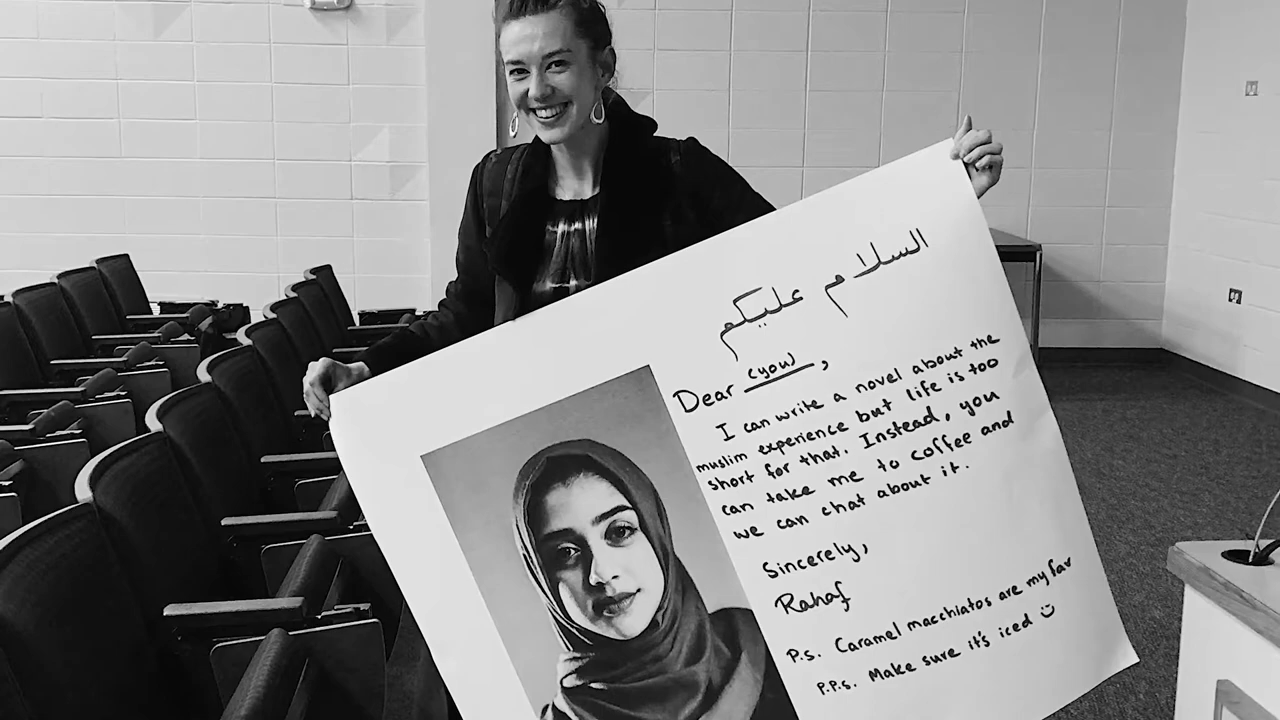 السلام عليكم
Dear (you),
I can write a novel about the
muslim experience but life is too
short for that. Instead, you
can take me to coffee and
we can chat about it.
Sincerely,
Rahaf
P.s. Caramel macchiatos are my fav
P.P.s. Make sure it's iced